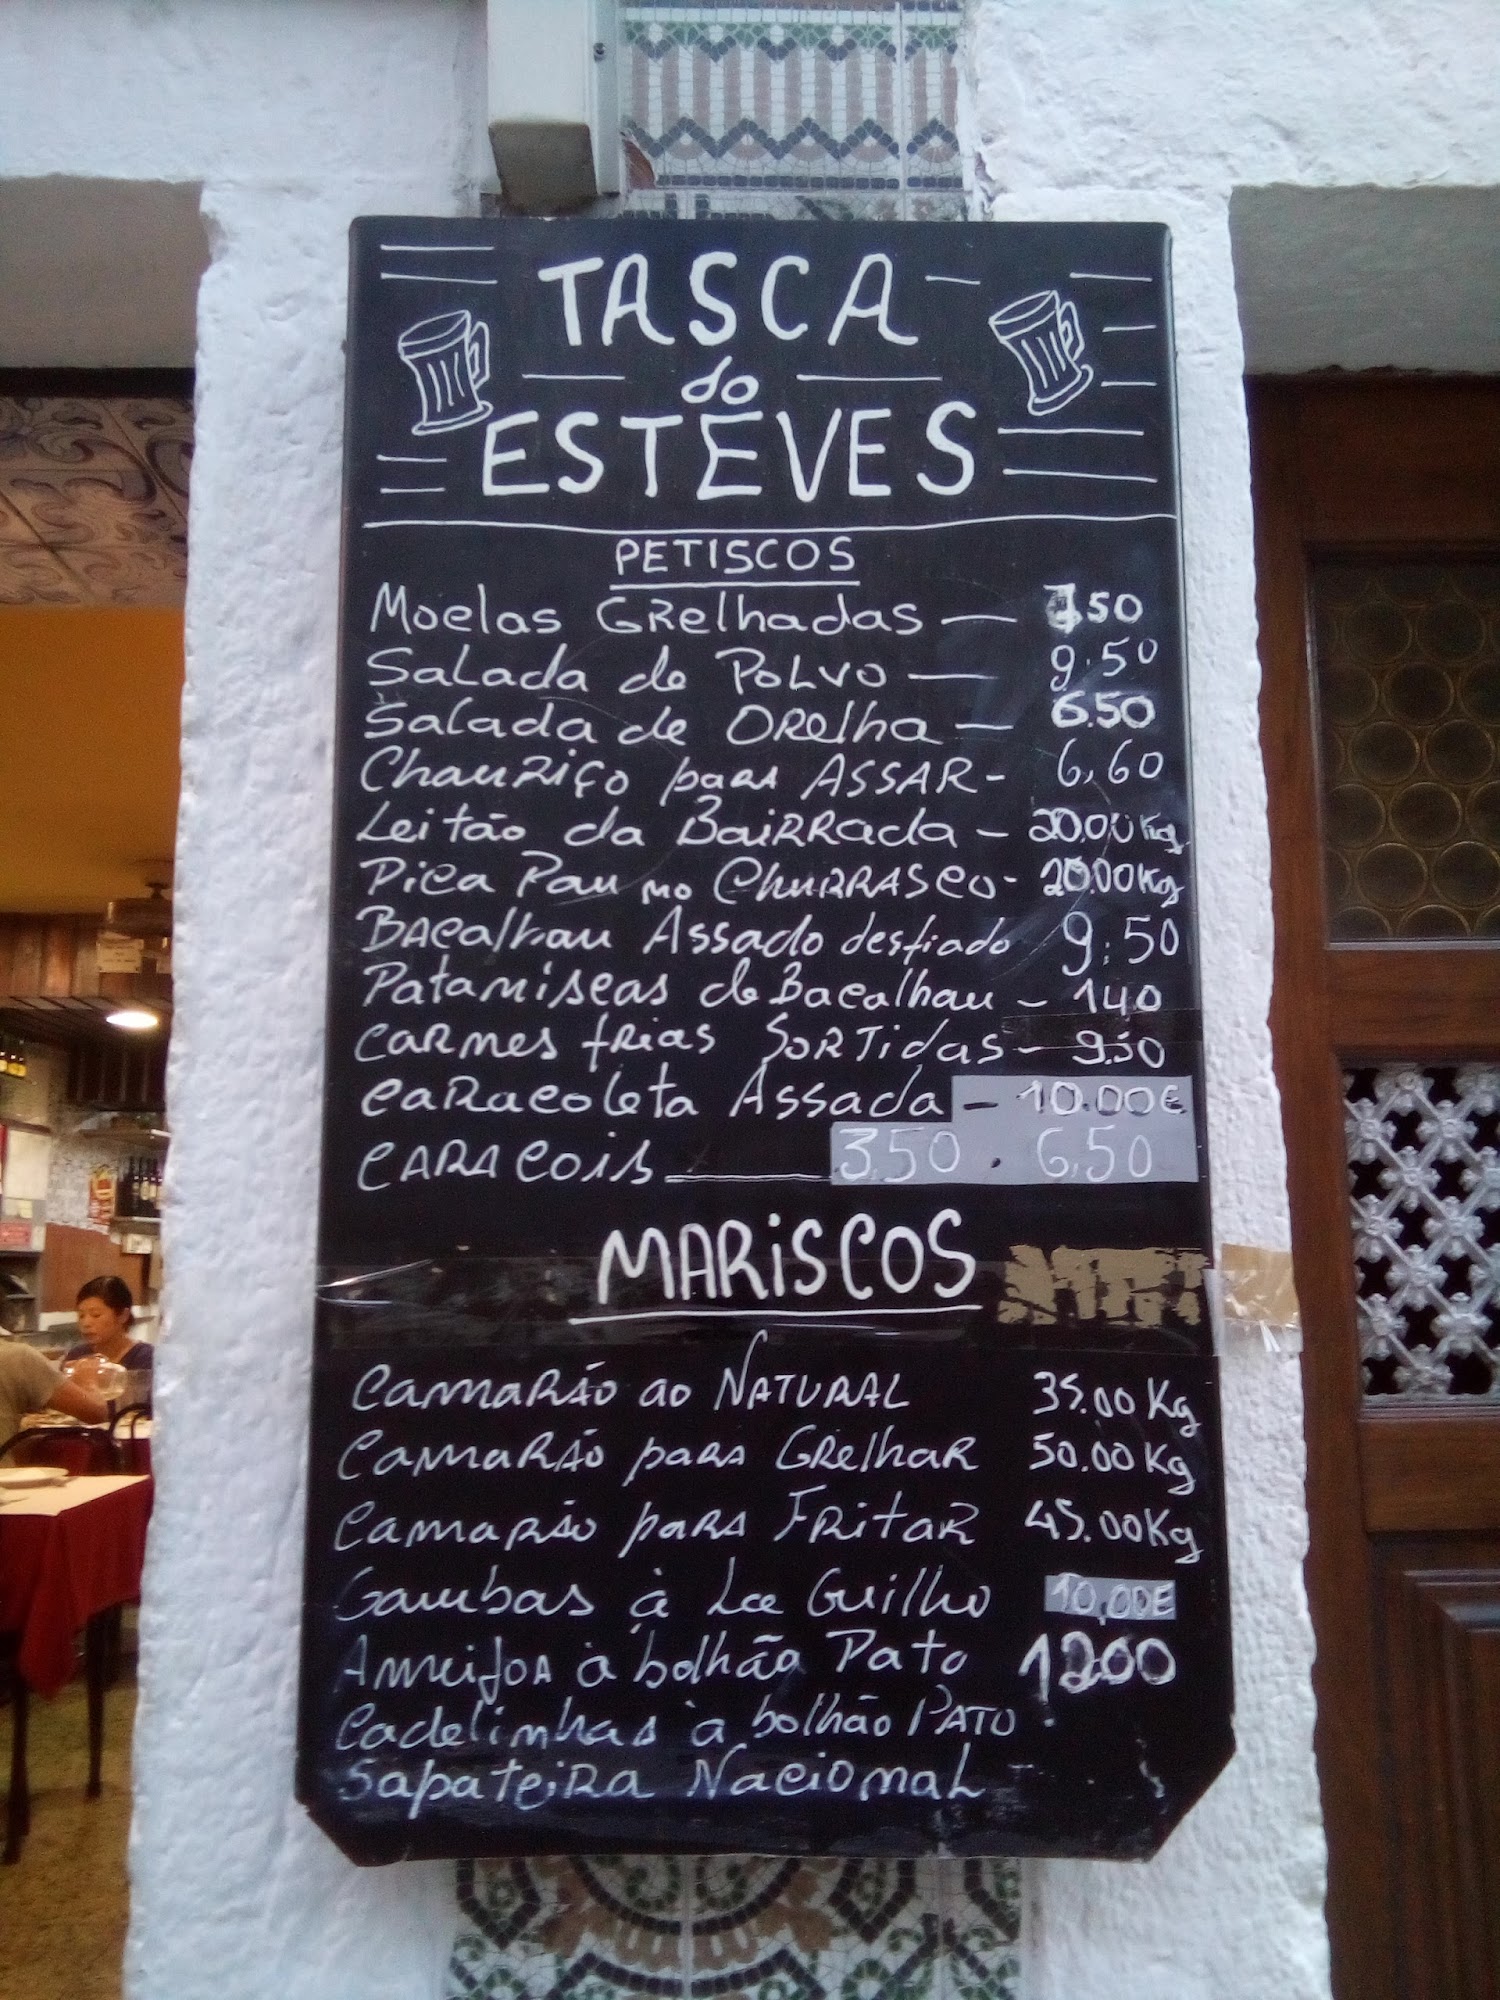 TASCA
do
ESTEVES
PETISCOS
Moelas Grelhadas — 7.50
Salada de Polvo — 9.50
Salada de Orelha — 6.50
Chouriço para ASSAR - 6,60
Leitão da Bairrada - 20.00 Kg
Pica Pau no Churrasco - 20.00 Kg
Bacalhau Assado desfiado 9.50
Pataniscas de Bacalhau - 1.40
Carnes frias Sortidas - 9.50
Caracoleta Assada - 10.00€
CARACOIS — 3.50 . 6,50
MARISCOS
Camarão ao NATURAL 35.00 Kg
Camarão para Grelhar 50.00 Kg
Camarão para Fritar 45.00 Kg
Gambas à La Guilho 10,00€
Ameijoa à bolhão Pato 1200
Cadelinhas à bolhão PATO
Sapateira Nacional